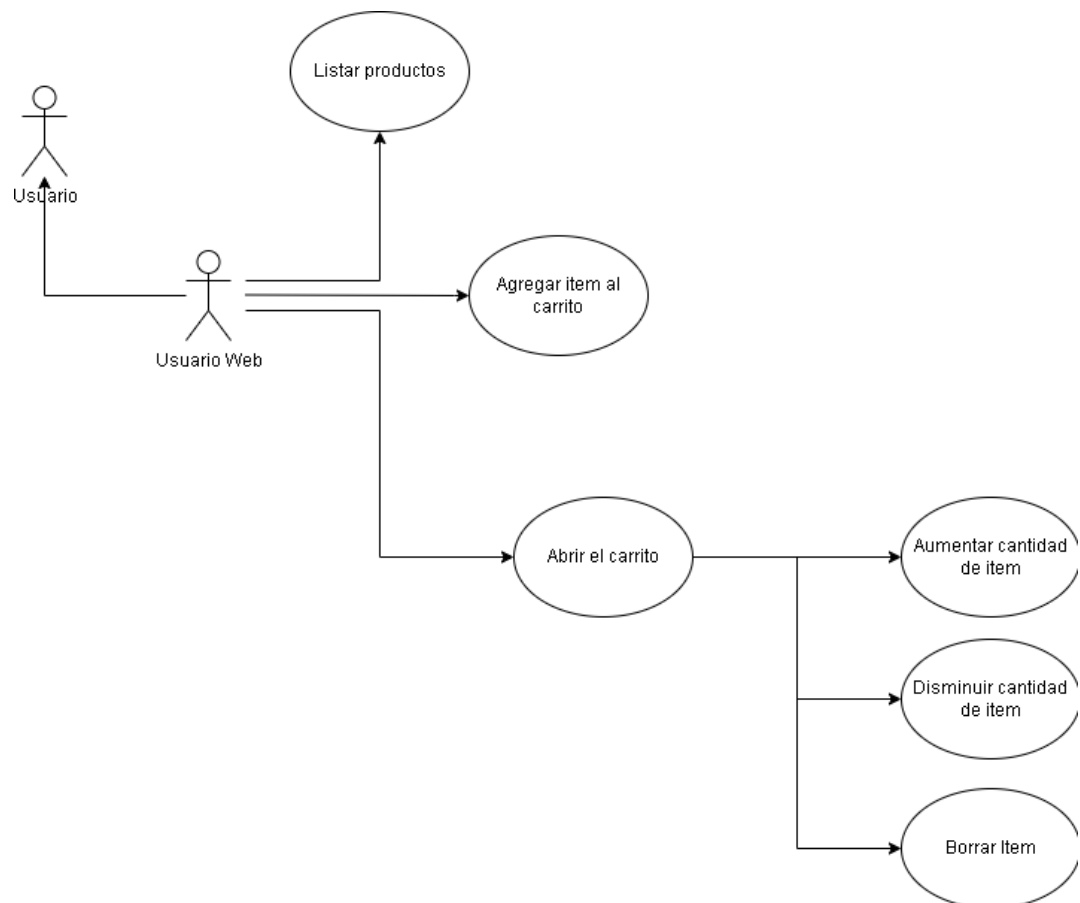 Listar productos
Usuario
Agregar item al
carrito
Usuario Web
Abrir el carrito
Aumentar cantidad
de item
Disminuir cantidad
de item
Borrar Item